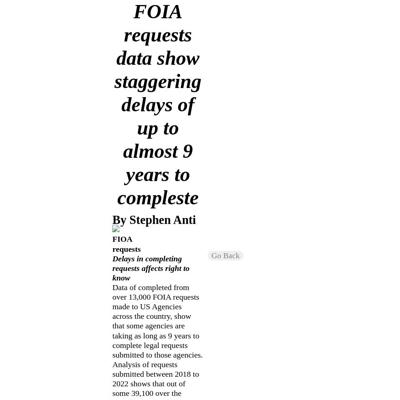 FOIA
requests
data show
staggering
delays of
up to
almost 9
years to
compleste
By Stephen Anti
FIOA
requests
Delays in completing
requests affects right to
know
Go Back
Data of completed from
over 13,000 FOIA requests
made to US Agencies
across the country, show
that some agencies are
taking as long as 9 years to
complete legal requests
submitted to those agencies.
Analysis of requests
submitted between 2018 to
2022 shows that out of
some 39,100 over the